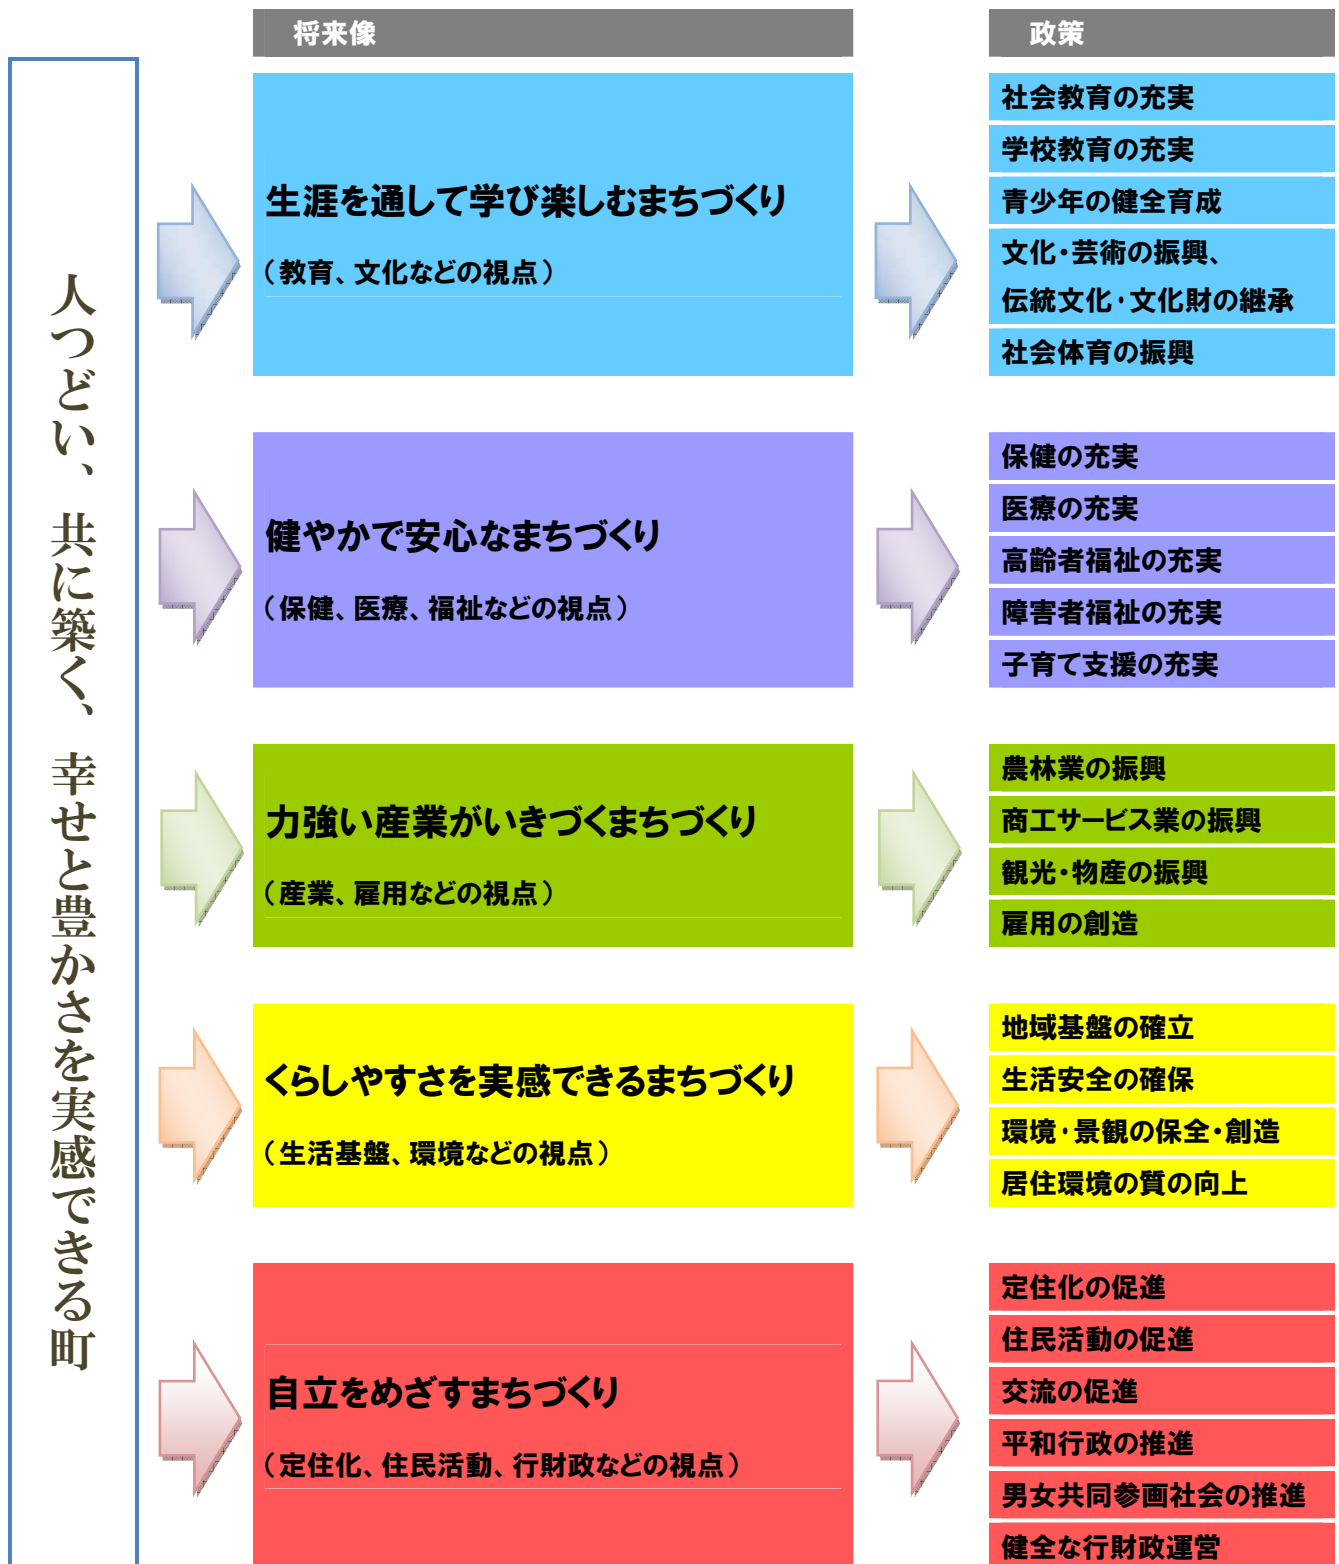 人つどい、共に築く、幸せと豊かさを実感できる町
将来像
生涯を通して学び楽しむまちづくり
（教育、文化などの視点）
健やかで安心なまちづくり
（保健、医療、福祉などの視点）
力強い産業がいきづくまちづくり
（産業、雇用などの視点）
くらしやすさを実感できるまちづくり
（生活基盤、環境などの視点）
自立をめざすまちづくり
（定住化、住民活動、行財政などの視点）
政策
社会教育の充実
学校教育の充実
青少年の健全育成
文化・芸術の振興、
伝統文化・文化財の継承
社会体育の振興
保健の充実
医療の充実
高齢者福祉の充実
障害者福祉の充実
子育て支援の充実
農林業の振興
商工サービス業の振興
観光・物産の振興
雇用の創造
地域基盤の確立
生活安全の確保
環境・景観の保全・創造
居住環境の質の向上
定住化の促進
住民活動の促進
交流の促進
平和行政の推進
男女共同参画社会の推進
健全な行財政運営